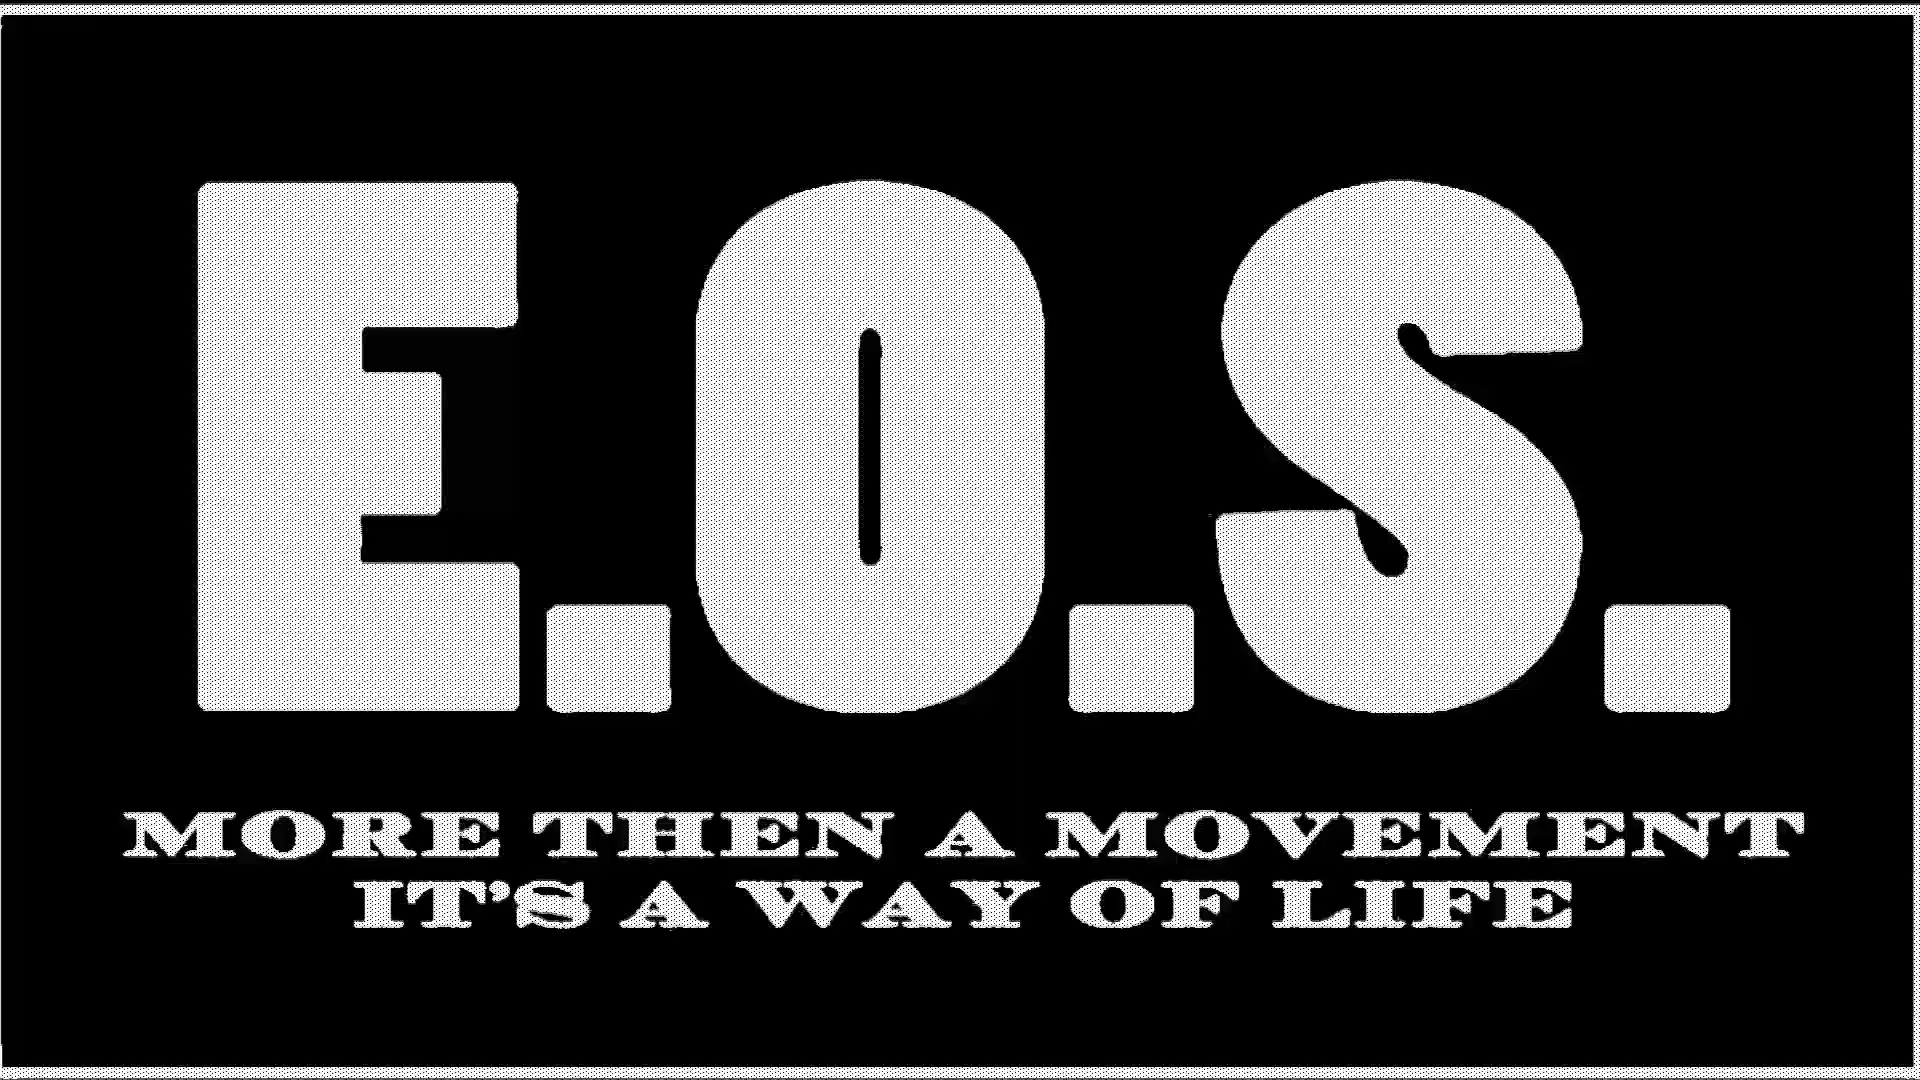 E.O.S.
MORE THEN A MOVEMENT
IT'S A WAY OF LIFE